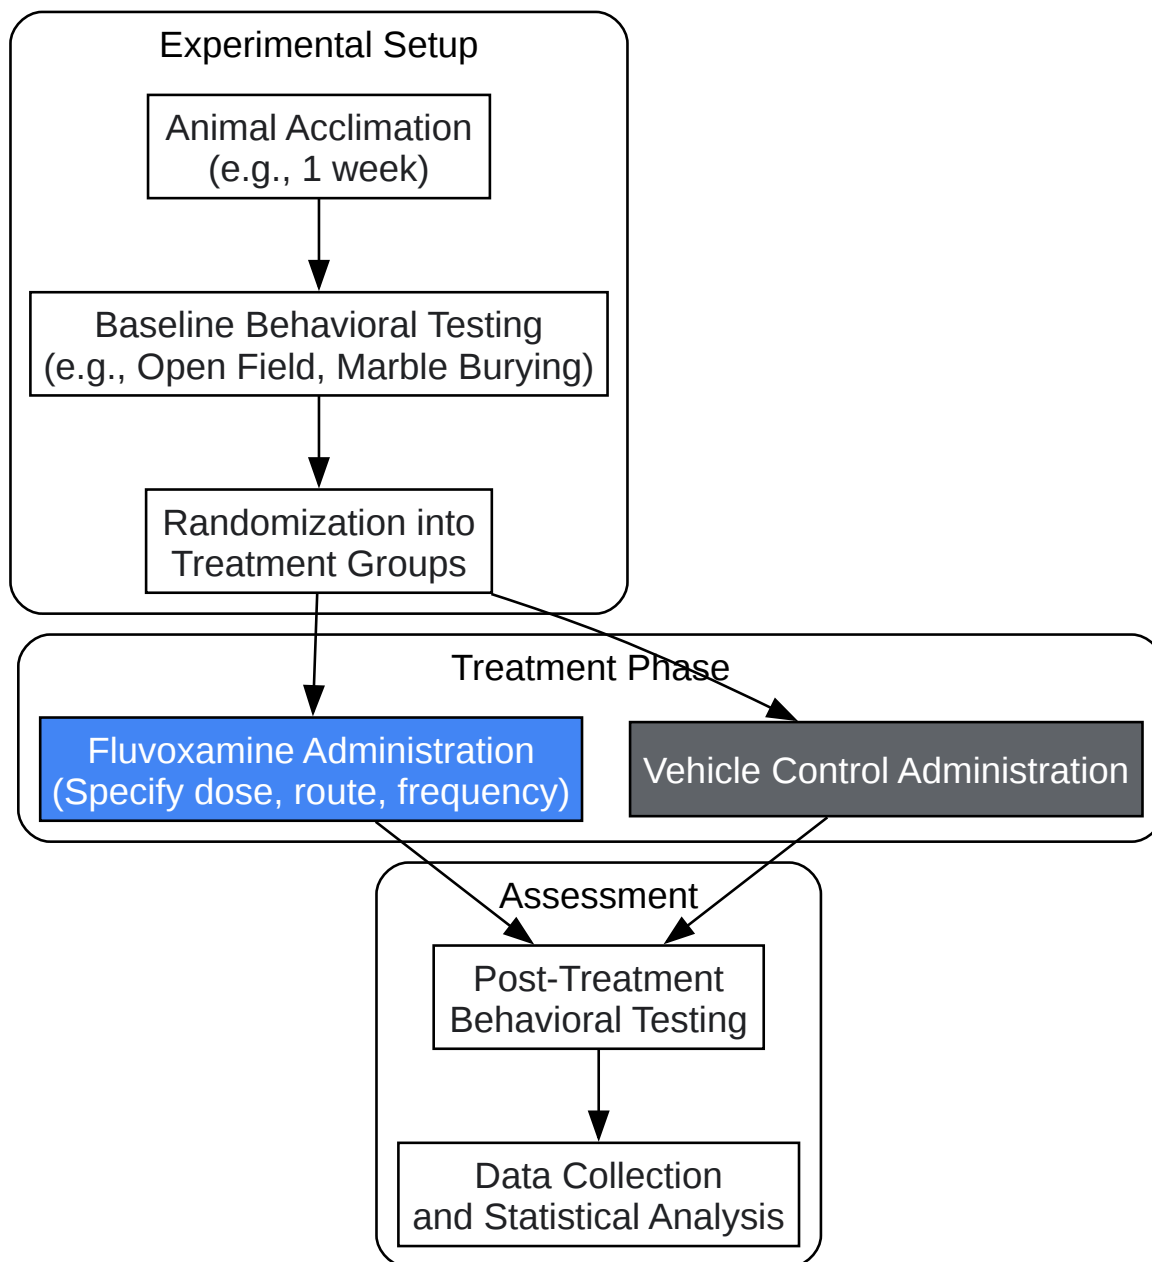 Experimental Setup
Animal Acclimation
(e.g., 1 week)
Baseline Behavioral Testing
(e.g., Open Field, Marble Burying)
Randomization into
Treatment Groups
Treatment Phase
Fluvoxamine Administration
(Specify dose, route, frequency)
Vehicle Control Administration
Assessment
Post-Treatment
Behavioral Testing
Data Collection
and Statistical Analysis